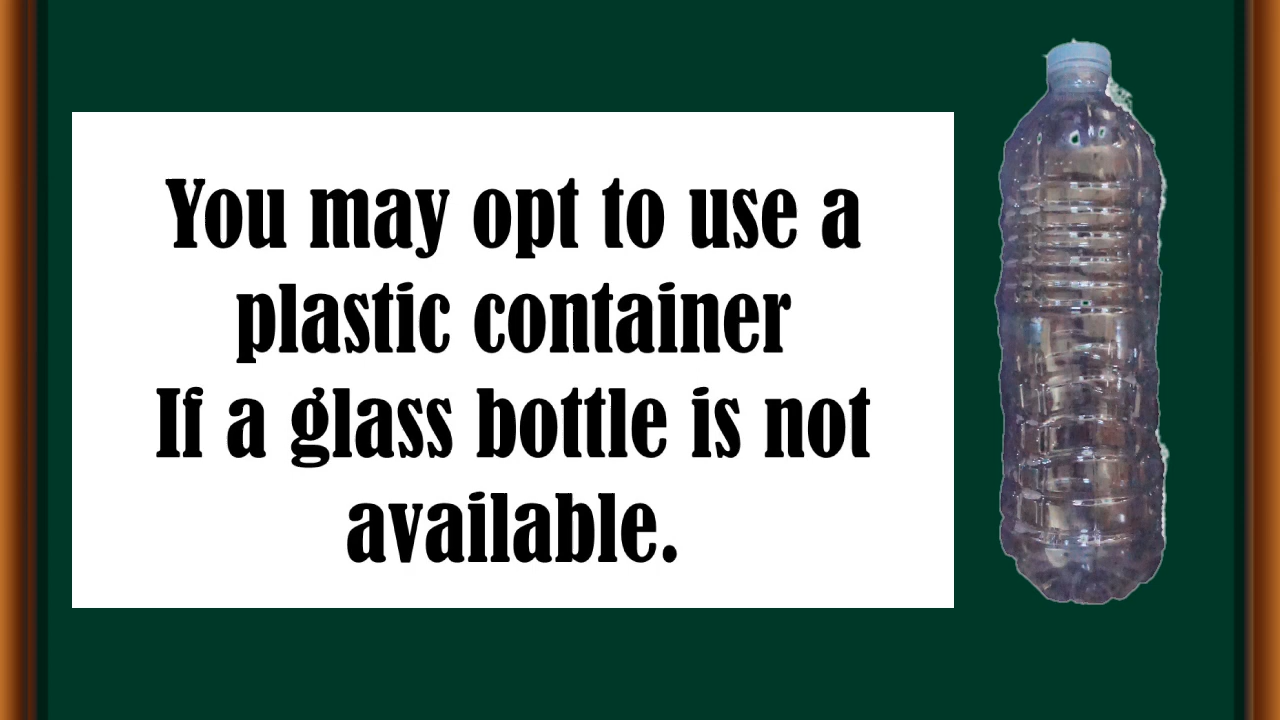 You may opt to use a
plastic container
If a glass bottle is not
available.